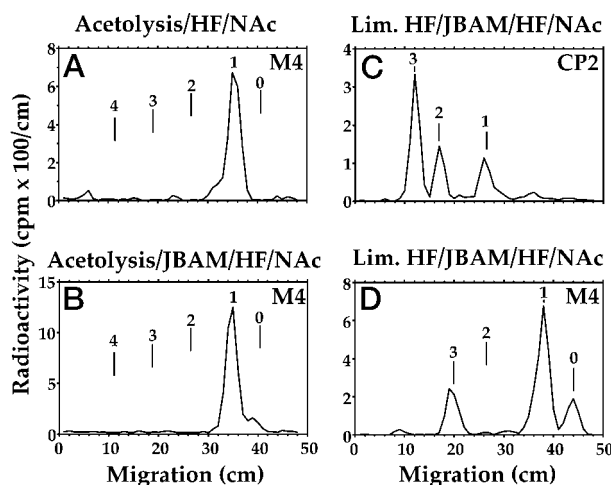 Acetolysis/HF/NAc
Lim. HF/JBAM/HF/NAc
Radioactivity (cpm x 100/cm)
A
M4
8
6
4
2
0
4
3
2
1
0
C
CP2
4
3
2
1
0
3
2
1
Acetolysis/JBAM/HF/NAc
Lim. HF/JBAM/HF/NAc
B
M4
15
10
5
0
4
3
2
1
0
0 10 20 30 40 50
Migration (cm)
D
M4
8
6
4
2
0
3
2
1
0
0 10 20 30 40 50
Migration (cm)